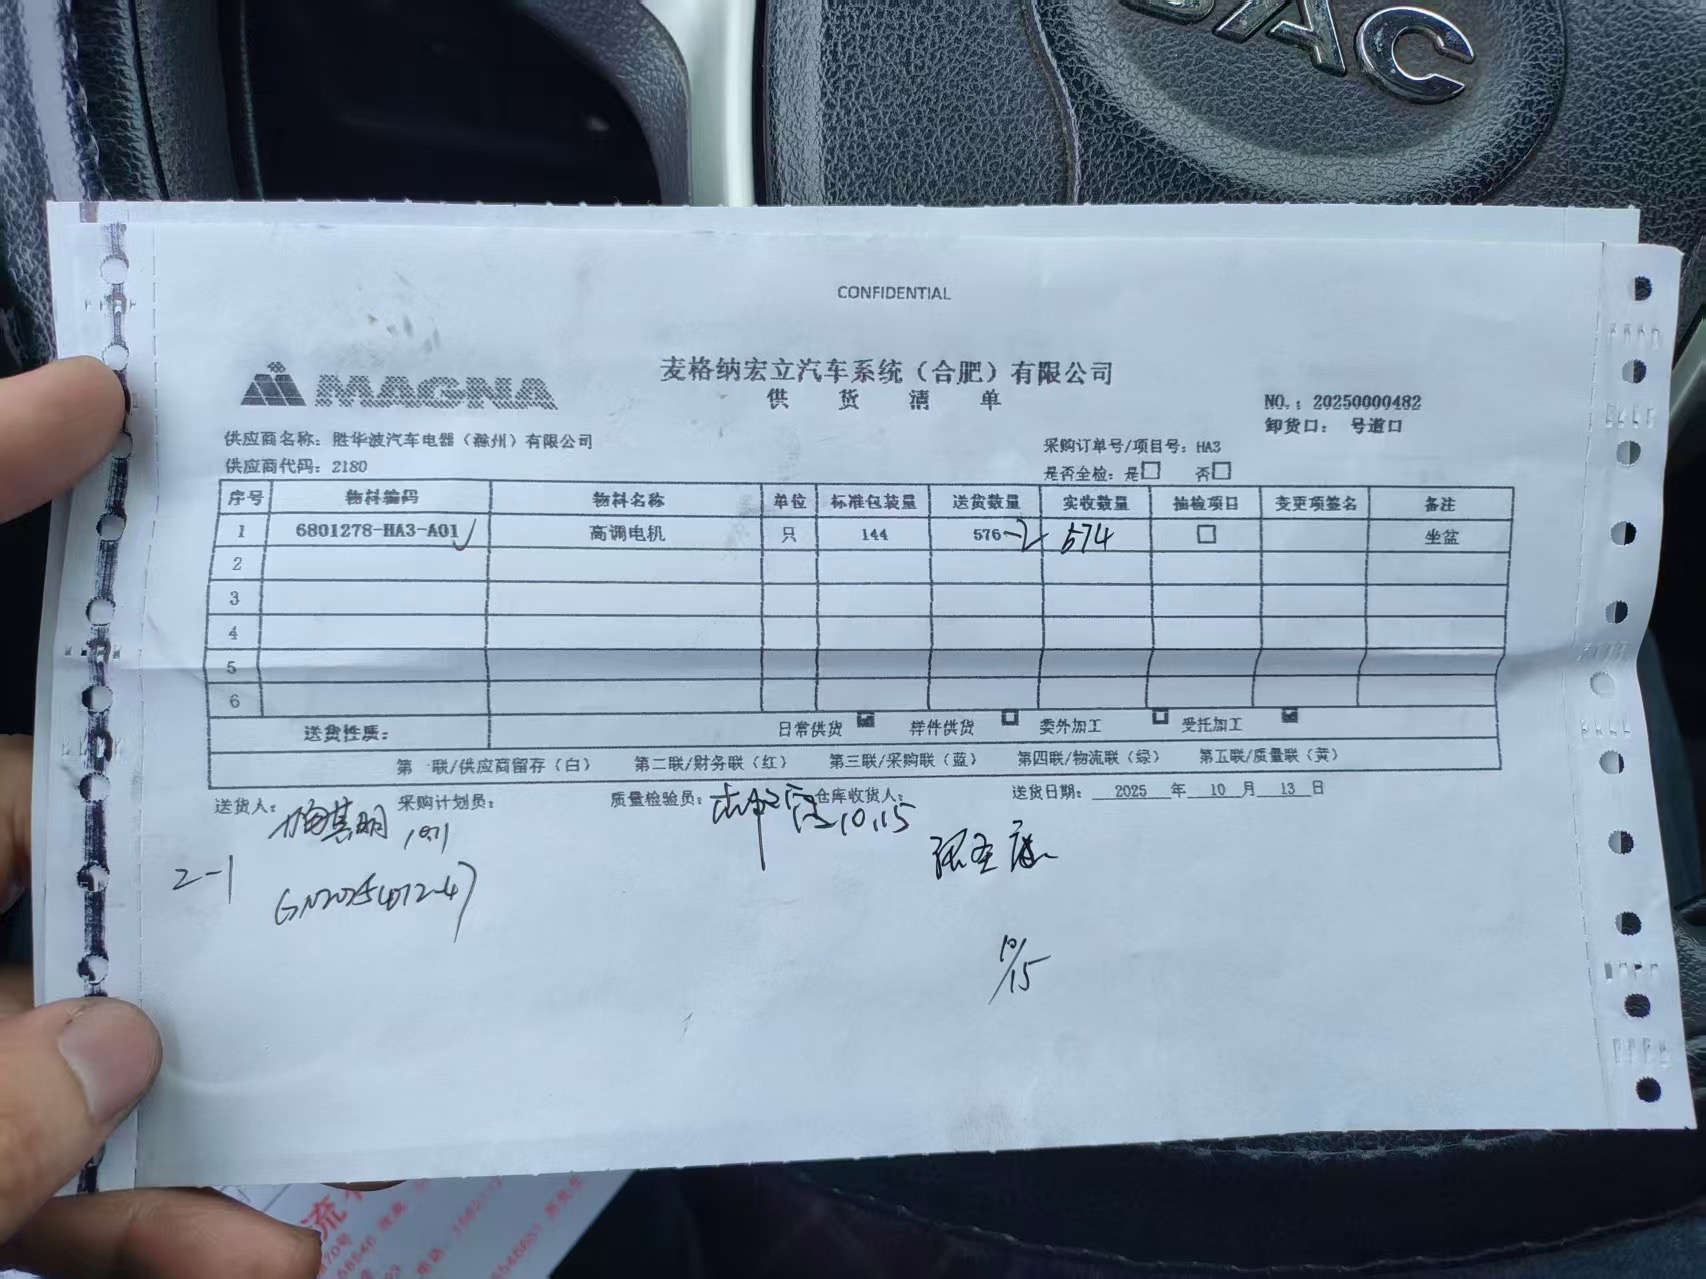 BAC
CONFIDENTIAL
MAGNA
麦格纳宏立汽车系统（合肥）有限公司
供 货 清 单
NO.：20250000482
卸货口： 号道口
供应商名称：胜华波汽车电器（滁州）有限公司
采购订单号/项目号：HA3
供应商代码：2180
是否全检：是□ 否□
序号 物料编码 物料名称 单位 标准包装量 送货数量 实收数量 抽检项目 变更项签名 备注
1 6801278-HA3-A01 高调电机 只 144 576-2 574 □ 坐盆
2
3
4
5
6
送货性质： 日常供货 样件供货 委外加工 受托加工
第一联/供应商留存（白） 第二联/财务联（红） 第三联/采购联（蓝） 第四联/物流联（绿） 第五联/质量联（黄）
送货人： 采购计划员： 质量检验员： 仓库收货人： 送货日期： 2025 年 10 月 13 日
10.15
2-1
10/15